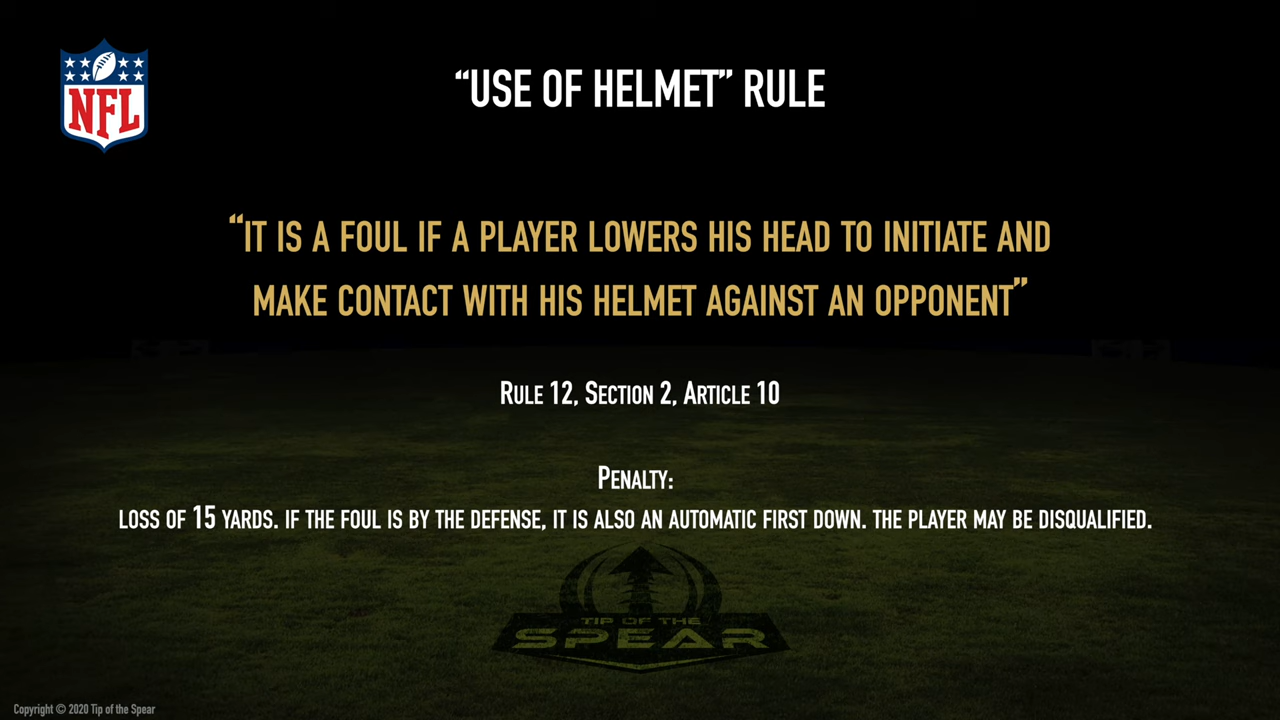 NFL
“USE OF HELMET” RULE
“IT IS A FOUL IF A PLAYER LOWERS HIS HEAD TO INITIATE AND
MAKE CONTACT WITH HIS HELMET AGAINST AN OPPONENT”
RULE 12, SECTION 2, ARTICLE 10
PENALTY:
LOSS OF 15 YARDS. IF THE FOUL IS BY THE DEFENSE, IT IS ALSO AN AUTOMATIC FIRST DOWN. THE PLAYER MAY BE DISQUALIFIED.
TIP OF THE
SPEAR
Copyright © 2020 Tip of the Spear